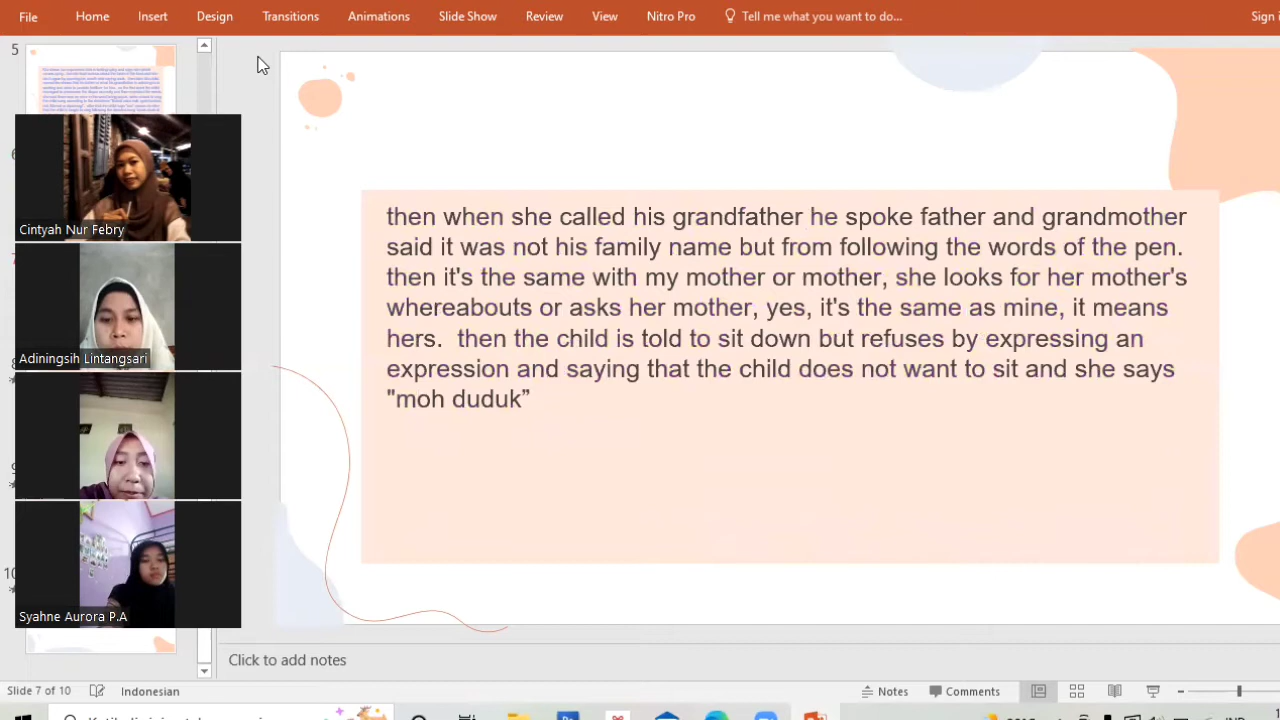 File Home Insert Design Transitions Animations Slide Show Review View Nitro Pro Tell me what you want to do... Sign
5
Cintyah Nur Febry
Adiningsih Lintangsari
Syahne Aurora P.A
10
then when she called his grandfather he spoke father and grandmother
said it was not his family name but from following the words of the pen.
then it's the same with my mother or mother, she looks for her mother's
whereabouts or asks her mother, yes, it's the same as mine, it means
hers.  then the child is told to sit down but refuses by expressing an
expression and saying that the child does not want to sit and she says
"moh duduk”
Click to add notes
Slide 7 of 10 Indonesian Notes Comments